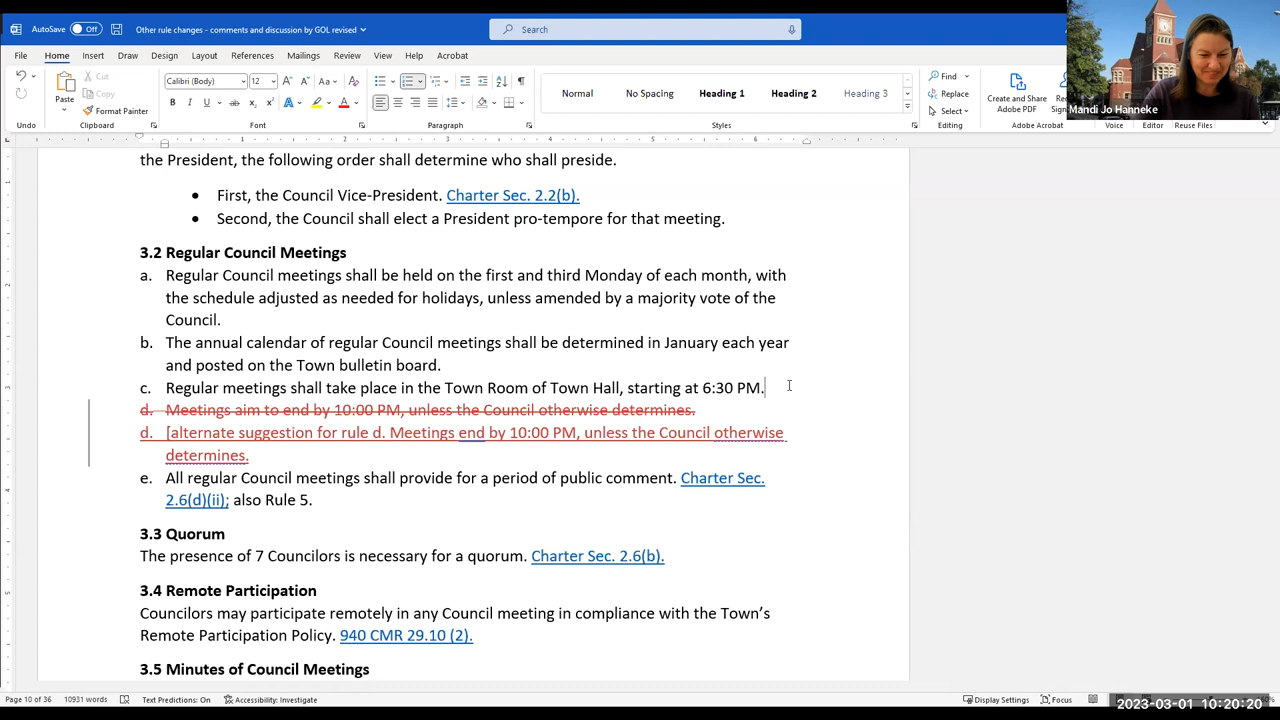 AutoSave Off Other rule changes - comments and discussion by GOL revised Search
File Home Insert Draw Design Layout References Mailings Review View Help Acrobat
Cut
Copy
Paste Format Painter
Calibri (Body) 12
Normal No Spacing Heading 1 Heading 2 Heading 3
Find
Replace
Select
Create and Share
Adobe PDF
Mandi Jo Hanneke
Undo Clipboard Font Paragraph Styles Editing Adobe Acrobat Voice Editor Reuse Files
the President, the following order shall determine who shall preside.
• First, the Council Vice-President. Charter Sec. 2.2(b).
• Second, the Council shall elect a President pro-tempore for that meeting.
3.2 Regular Council Meetings
a. Regular Council meetings shall be held on the first and third Monday of each month, with
the schedule adjusted as needed for holidays, unless amended by a majority vote of the
Council.
b. The annual calendar of regular Council meetings shall be determined in January each year
and posted on the Town bulletin board.
c. Regular meetings shall take place in the Town Room of Town Hall, starting at 6:30 PM.
d. Meetings aim to end by 10:00 PM, unless the Council otherwise determines.
d. [alternate suggestion for rule d. Meetings end by 10:00 PM, unless the Council otherwise
determines.
e. All regular Council meetings shall provide for a period of public comment. Charter Sec.
2.6(d)(ii); also Rule 5.
3.3 Quorum
The presence of 7 Councilors is necessary for a quorum. Charter Sec. 2.6(b).
3.4 Remote Participation
Councilors may participate remotely in any Council meeting in compliance with the Town's
Remote Participation Policy. 940 CMR 29.10 (2).
3.5 Minutes of Council Meetings
Page 10 of 36 10931 words Text Predictions: On Accessibility: Investigate Display Settings Focus
2023-03-01 10:20:20